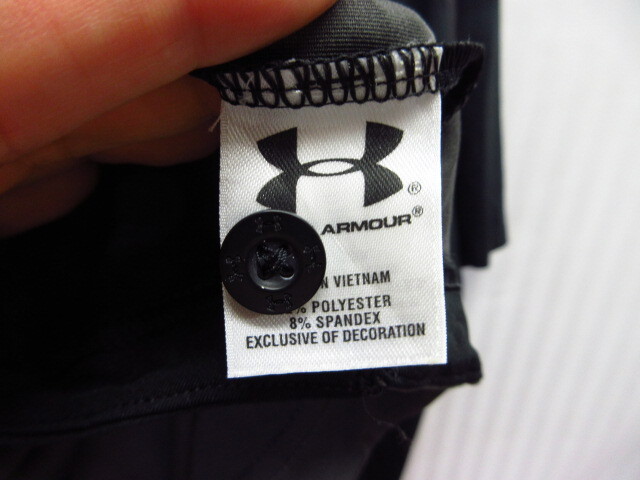 ®
ARMOUR®
N VIETNAM
% POLYESTER
8% SPANDEX
EXCLUSIVE OF DECORATION